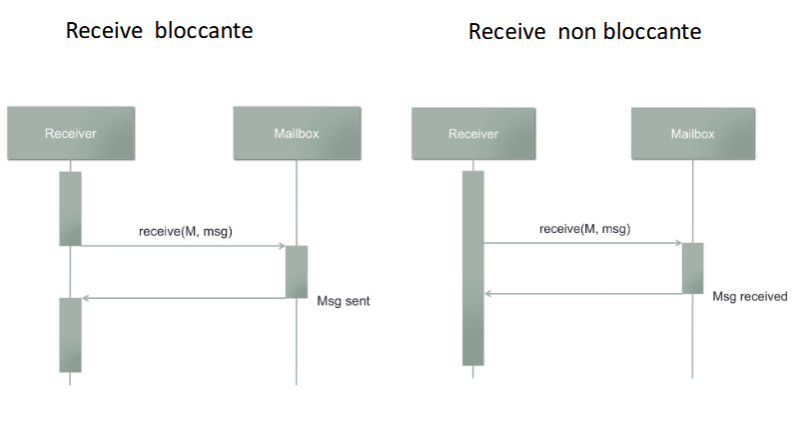 Receive bloccante
Receive non bloccante
Receiver
Mailbox
receive(M, msg)
Msg sent
Receiver
Mailbox
receive(M, msg)
Msg received